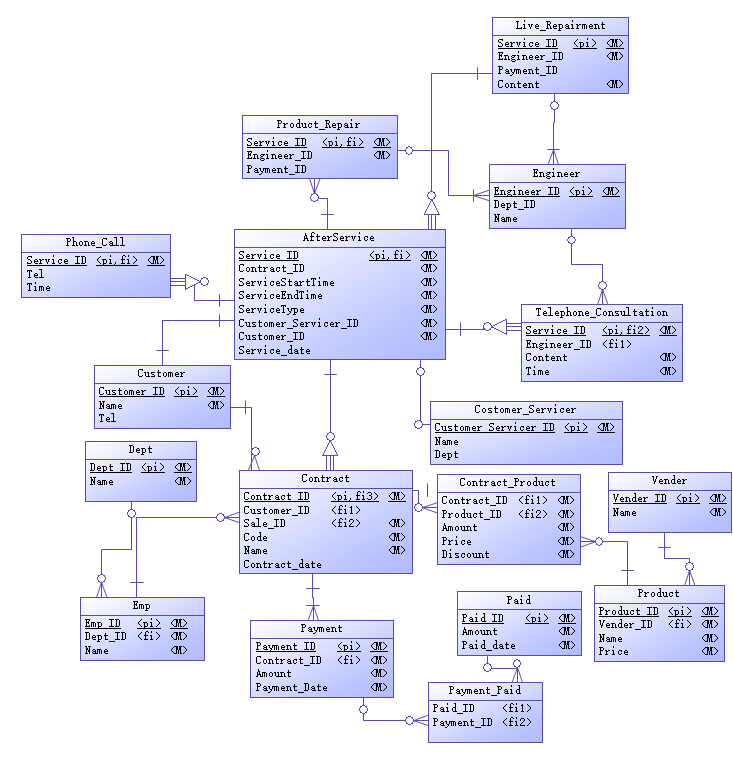 Live_Repairment
Service_ID <pi> <M>
Engineer_ID <M>
Payment_ID
Content <M>
Product_Repair
Service_ID <pi,fi> <M>
Engineer_ID <M>
Payment_ID
Engineer
Engineer_ID <pi> <M>
Dept_ID
Name
AfterService
Service_ID <pi,fi> <M>
Contract_ID <M>
ServiceStartTime <M>
ServiceEndTime <M>
ServiceType <M>
Customer_Servicer_ID <M>
Customer_ID <M>
Service_date
Phone_Call
Service_ID <pi,fi> <M>
Tel
Time
Telephone_Consultation
Service_ID <pi,fi2> <M>
Engineer_ID <fi1>
Content <M>
Time <M>
Customer
Customer_ID <pi> <M>
Name <M>
Tel
Costomer_Servicer
Customer_Servicer_ID <pi> <M>
Name
Dept
Dept
Dept_ID <pi> <M>
Name <M>
Contract
Contract_ID <pi,fi3> <M>
Customer_ID <fi1>
Sale_ID <fi2> <M>
Code <M>
Name <M>
Contract_date
Contract_Product
Contract_ID <fi1> <M>
Product_ID <fi2> <M>
Amount <M>
Price <M>
Discount <M>
Vender
Vender_ID <pi> <M>
Name <M>
Emp
Emp_ID <pi> <M>
Dept_ID <fi> <M>
Name <M>
Payment
Payment_ID <pi> <M>
Contract_ID <fi> <M>
Amount <M>
Payment_Date <M>
Paid
Paid_ID <pi> <M>
Amount <M>
Paid_date <M>
Product
Product_ID <pi> <M>
Vender_ID <fi> <M>
Name <M>
Price <M>
Payment_Paid
Paid_ID <fi1>
Payment_ID <fi2>